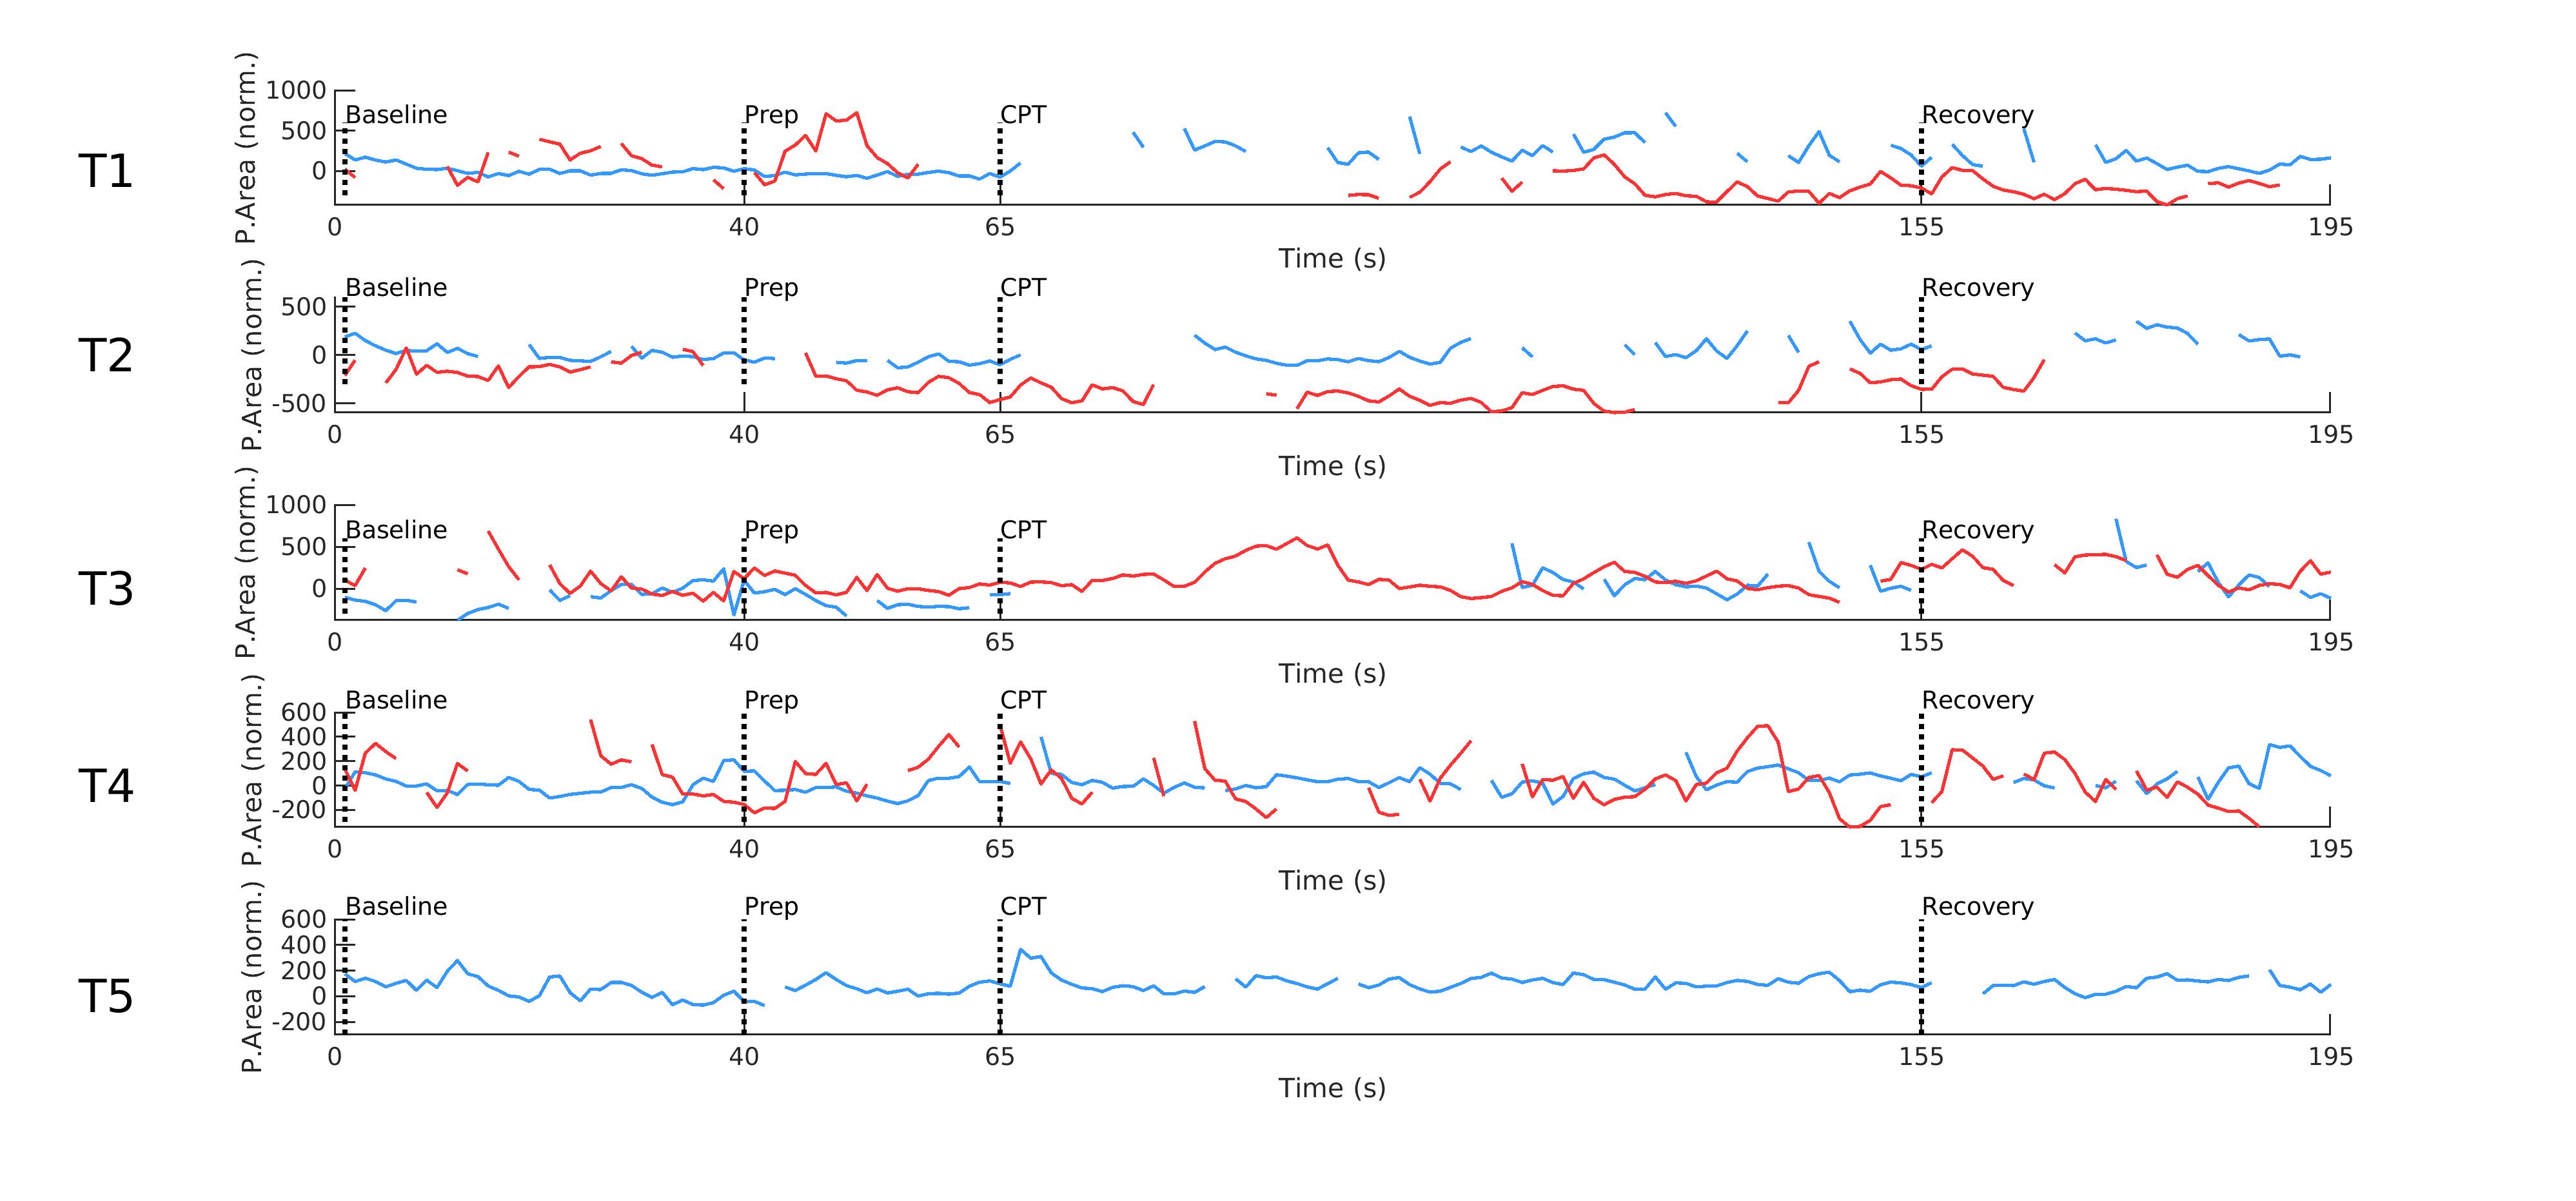 T1
P.Area (norm.)
1000
500
0
Baseline
Prep
CPT
Recovery
0
40
65
155
195
Time (s)
T2
P.Area (norm.)
500
0
-500
Baseline
Prep
CPT
Recovery
0
40
65
155
195
Time (s)
T3
P.Area (norm.)
1000
500
0
Baseline
Prep
CPT
Recovery
0
40
65
155
195
Time (s)
T4
P.Area (norm.)
600
400
200
0
-200
Baseline
Prep
CPT
Recovery
0
40
65
155
195
Time (s)
T5
P.Area (norm.)
600
400
200
0
-200
Baseline
Prep
CPT
Recovery
0
40
65
155
195
Time (s)